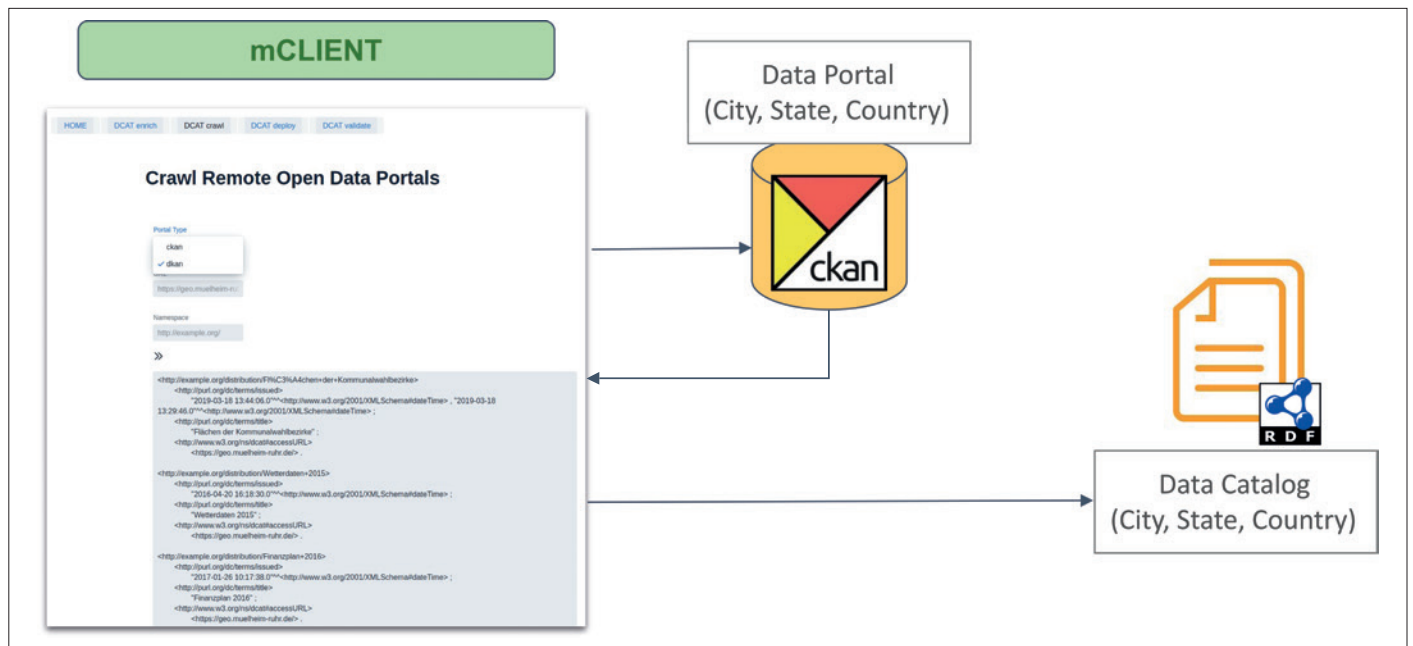 mCLIENT
HOME DCAT enrich DCAT crawl DCAT deploy DCAT validate
Crawl Remote Open Data Portals
Portal Type
ckan
✓ dkan
https://geo.muelheim-ru
Namespace
http://example.org/
»
<http://example.org/distribution/Fl%C3%A4chen+der+Kommunalwahlbezirke>
<http://purl.org/dc/terms/issued>
"2019-03-18 13:44:06.0"^^<http://www.w3.org/2001/XMLSchema#dateTime> , "2019-03-18
13:29:46.0"^^<http://www.w3.org/2001/XMLSchema#dateTime> ;
<http://purl.org/dc/terms/title>
"Flächen der Kommunalwahlbezirke" ;
<http://www.w3.org/ns/dcat#accessURL>
<https://geo.muelheim-ruhr.de/> .
<http://example.org/distribution/Wetterdaten+2015>
<http://purl.org/dc/terms/issued>
"2016-04-20 16:18:30.0"^^<http://www.w3.org/2001/XMLSchema#dateTime> ;
<http://purl.org/dc/terms/title>
"Wetterdaten 2015" ;
<http://www.w3.org/ns/dcat#accessURL>
<https://geo.muelheim-ruhr.de/> .
<http://example.org/distribution/Finanzplan+2016>
<http://purl.org/dc/terms/issued>
"2017-01-26 10:17:38.0"^^<http://www.w3.org/2001/XMLSchema#dateTime> ;
<http://purl.org/dc/terms/title>
"Finanzplan 2016" ;
<http://www.w3.org/ns/dcat#accessURL>
<https://geo.muelheim-ruhr.de/> .
Data Portal
(City, State, Country)
ckan
RDF
Data Catalog
(City, State, Country)